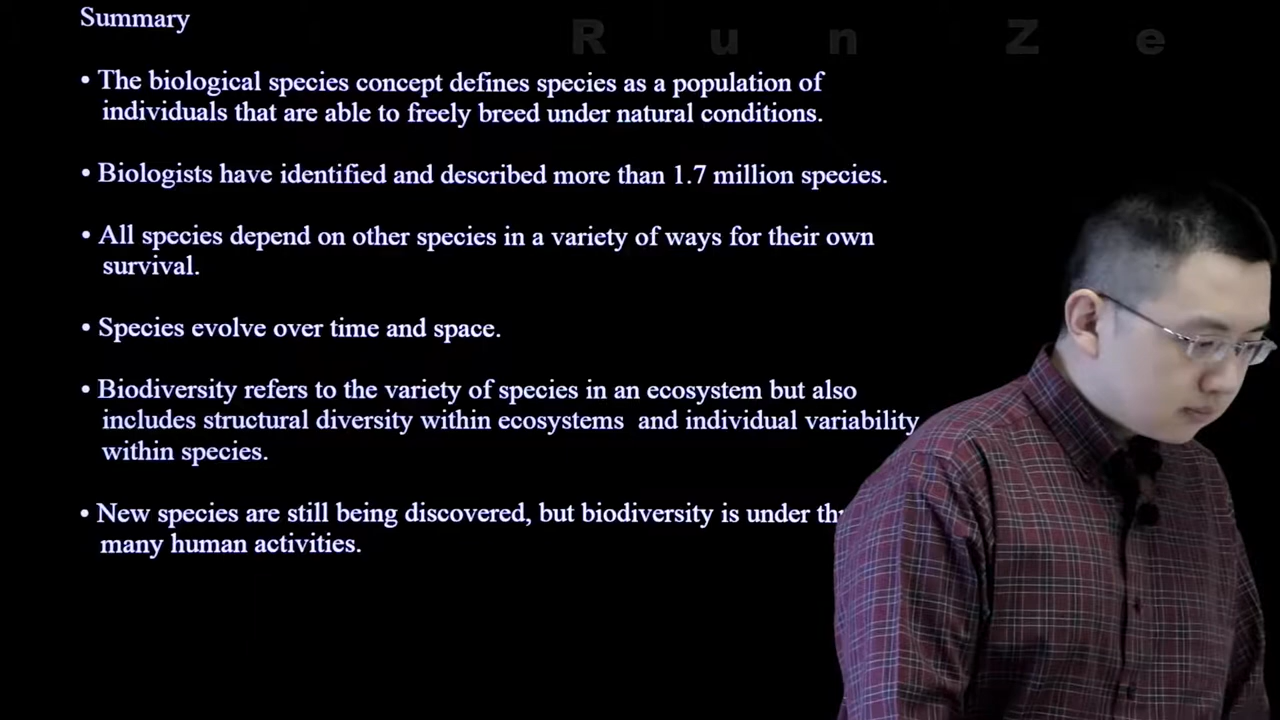 Summary
R u n Z e
• The biological species concept defines species as a population of
individuals that are able to freely breed under natural conditions.
• Biologists have identified and described more than 1.7 million species.
• All species depend on other species in a variety of ways for their own
survival.
• Species evolve over time and space.
• Biodiversity refers to the variety of species in an ecosystem but also
includes structural diversity within ecosystems and individual variability
within species.
• New species are still being discovered, but biodiversity is under
many human activities.